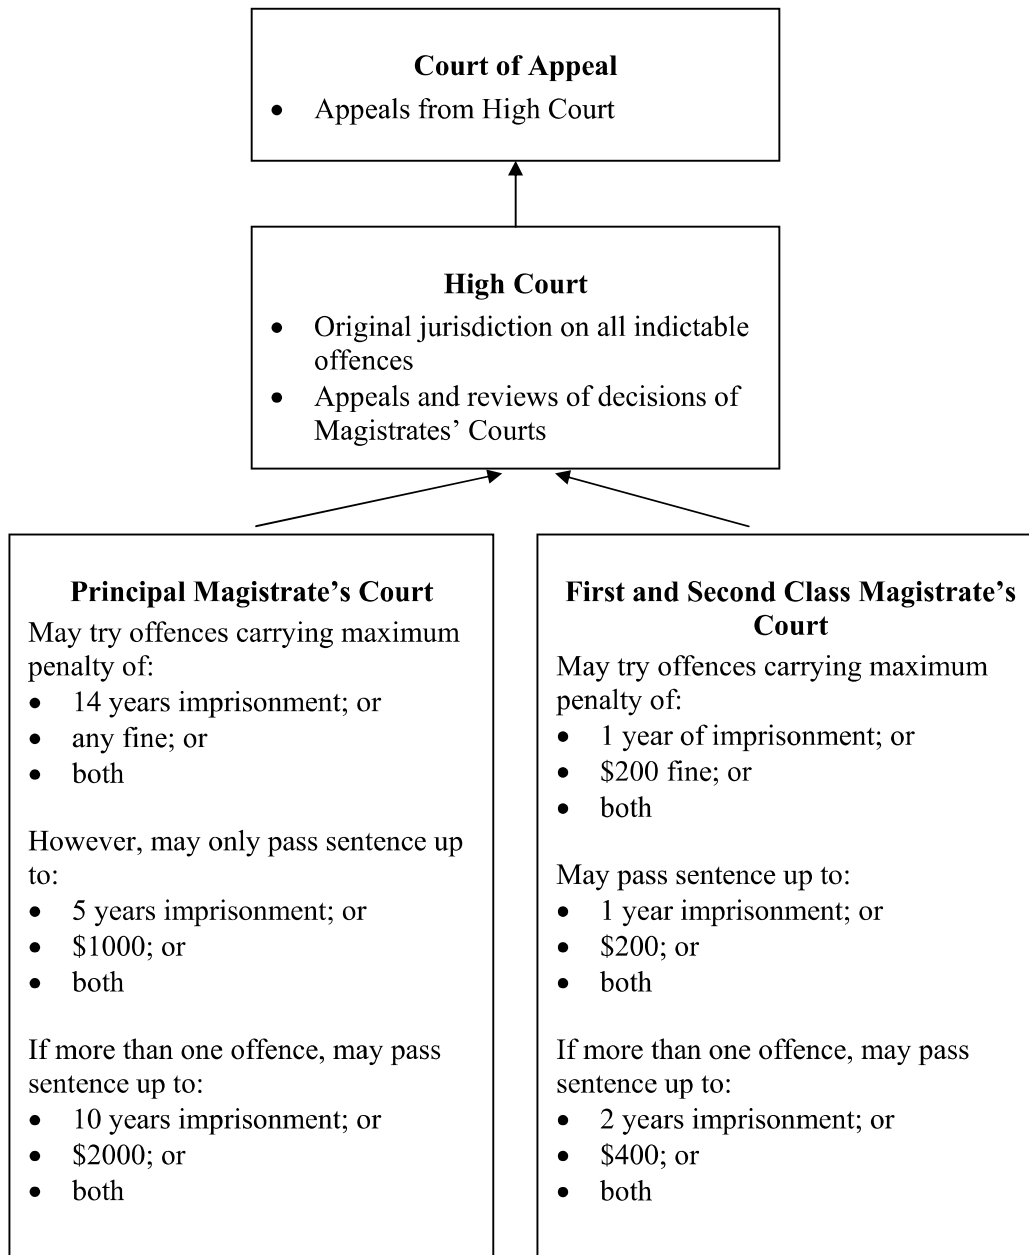 Court of Appeal
• Appeals from High Court
High Court
• Original jurisdiction on all indictable
offences
• Appeals and reviews of decisions of
Magistrates’ Courts
Principal Magistrate’s Court
May try offences carrying maximum
penalty of:
• 14 years imprisonment; or
• any fine; or
• both
However, may only pass sentence up
to:
• 5 years imprisonment; or
• $1000; or
• both
If more than one offence, may pass
sentence up to:
• 10 years imprisonment; or
• $2000; or
• both
First and Second Class Magistrate’s
Court
May try offences carrying maximum
penalty of:
• 1 year of imprisonment; or
• $200 fine; or
• both
May pass sentence up to:
• 1 year imprisonment; or
• $200; or
• both
If more than one offence, may pass
sentence up to:
• 2 years imprisonment; or
• $400; or
• both